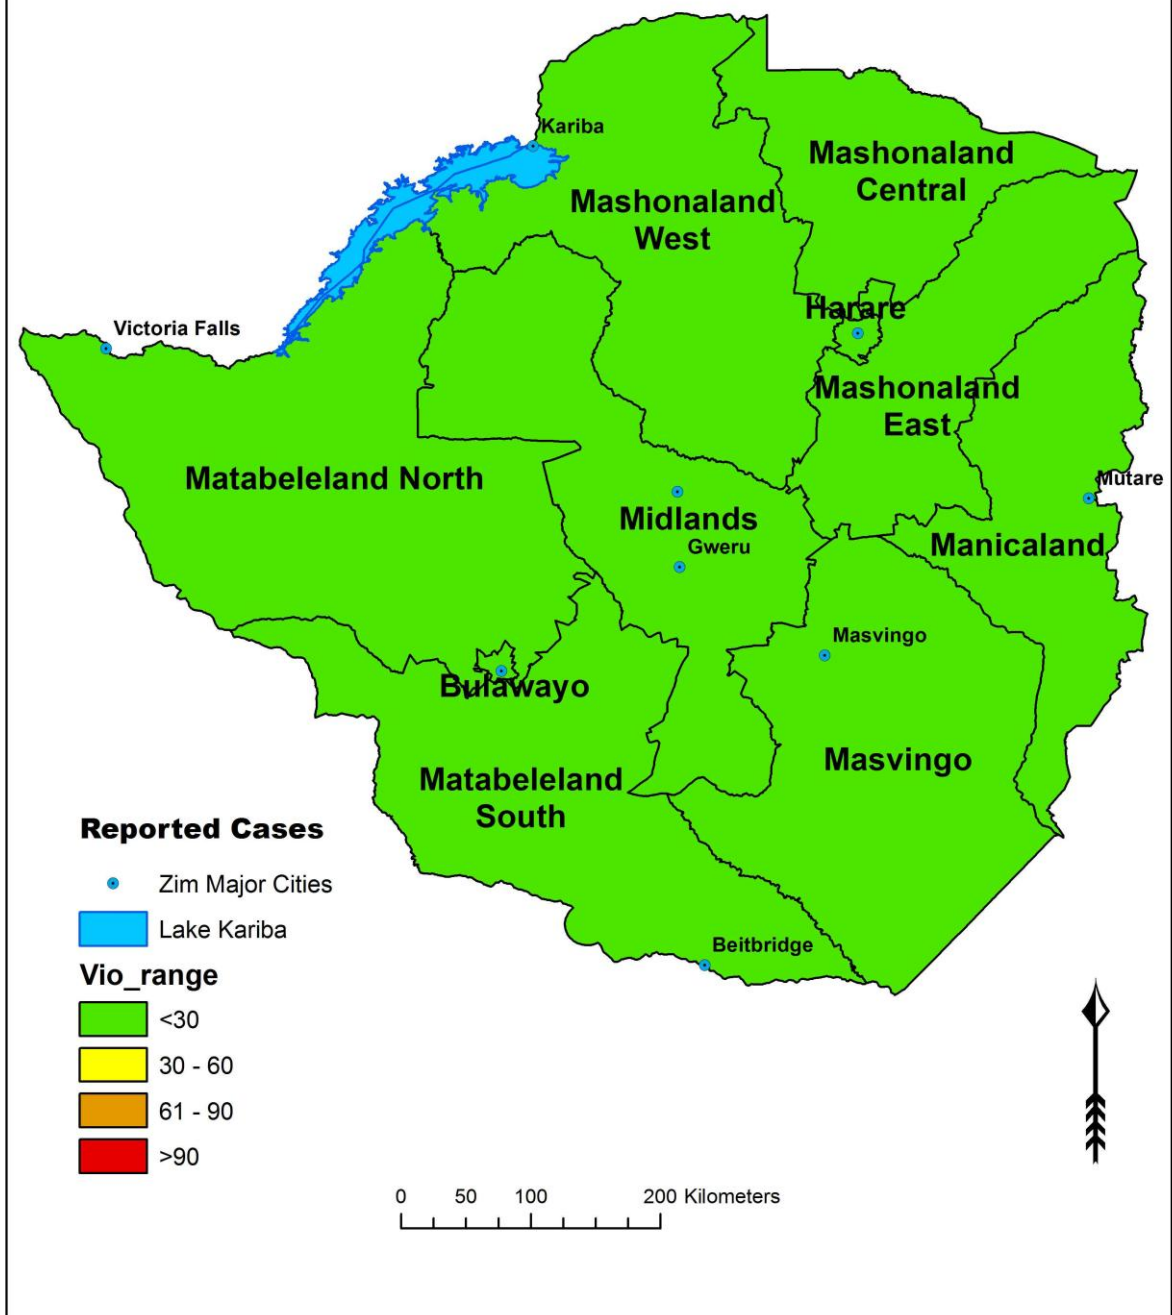 Kariba
Mashonaland
Central
Mashonaland
West
Harare
Victoria Falls
Mashonaland
East
Matabeleland North
Mutare
Midlands
Gweru
Manicaland
Masvingo
Bulawayo
Masvingo
Matabeleland
South
Beitbridge
Reported Cases
Zim Major Cities
Lake Kariba
Vio_range
<30
30 - 60
61 - 90
>90
0 50 100 200 Kilometers